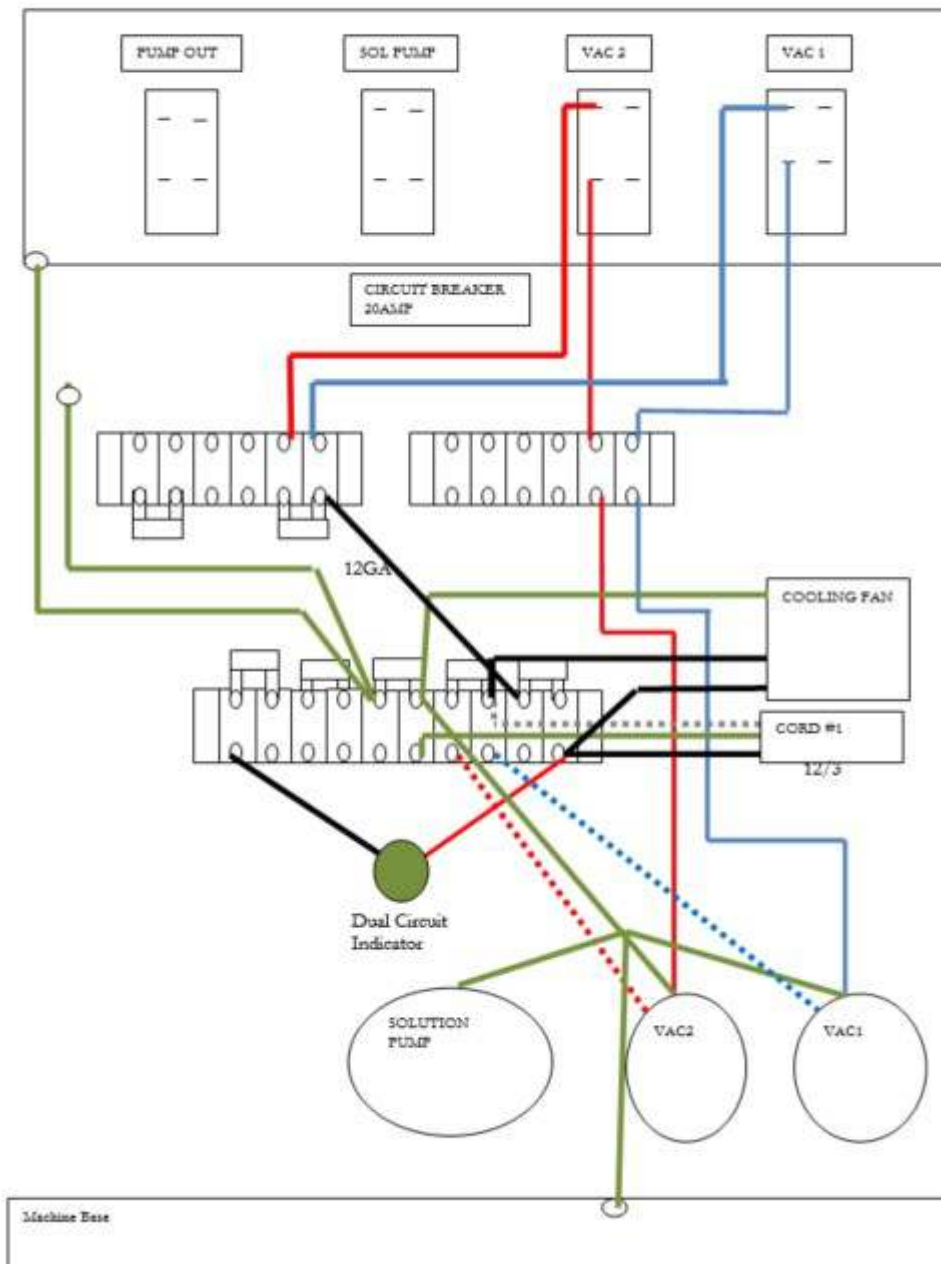 PUMP OUT
SOL PUMP
VAC 2
VAC 1
CIRCUIT BREAKER
20AMP
12GA
COOLING FAN
CORD #1
12/3
Dual Circuit
Indicator
SOLUTION
PUMP
VAC2
VAC1
Machine Base